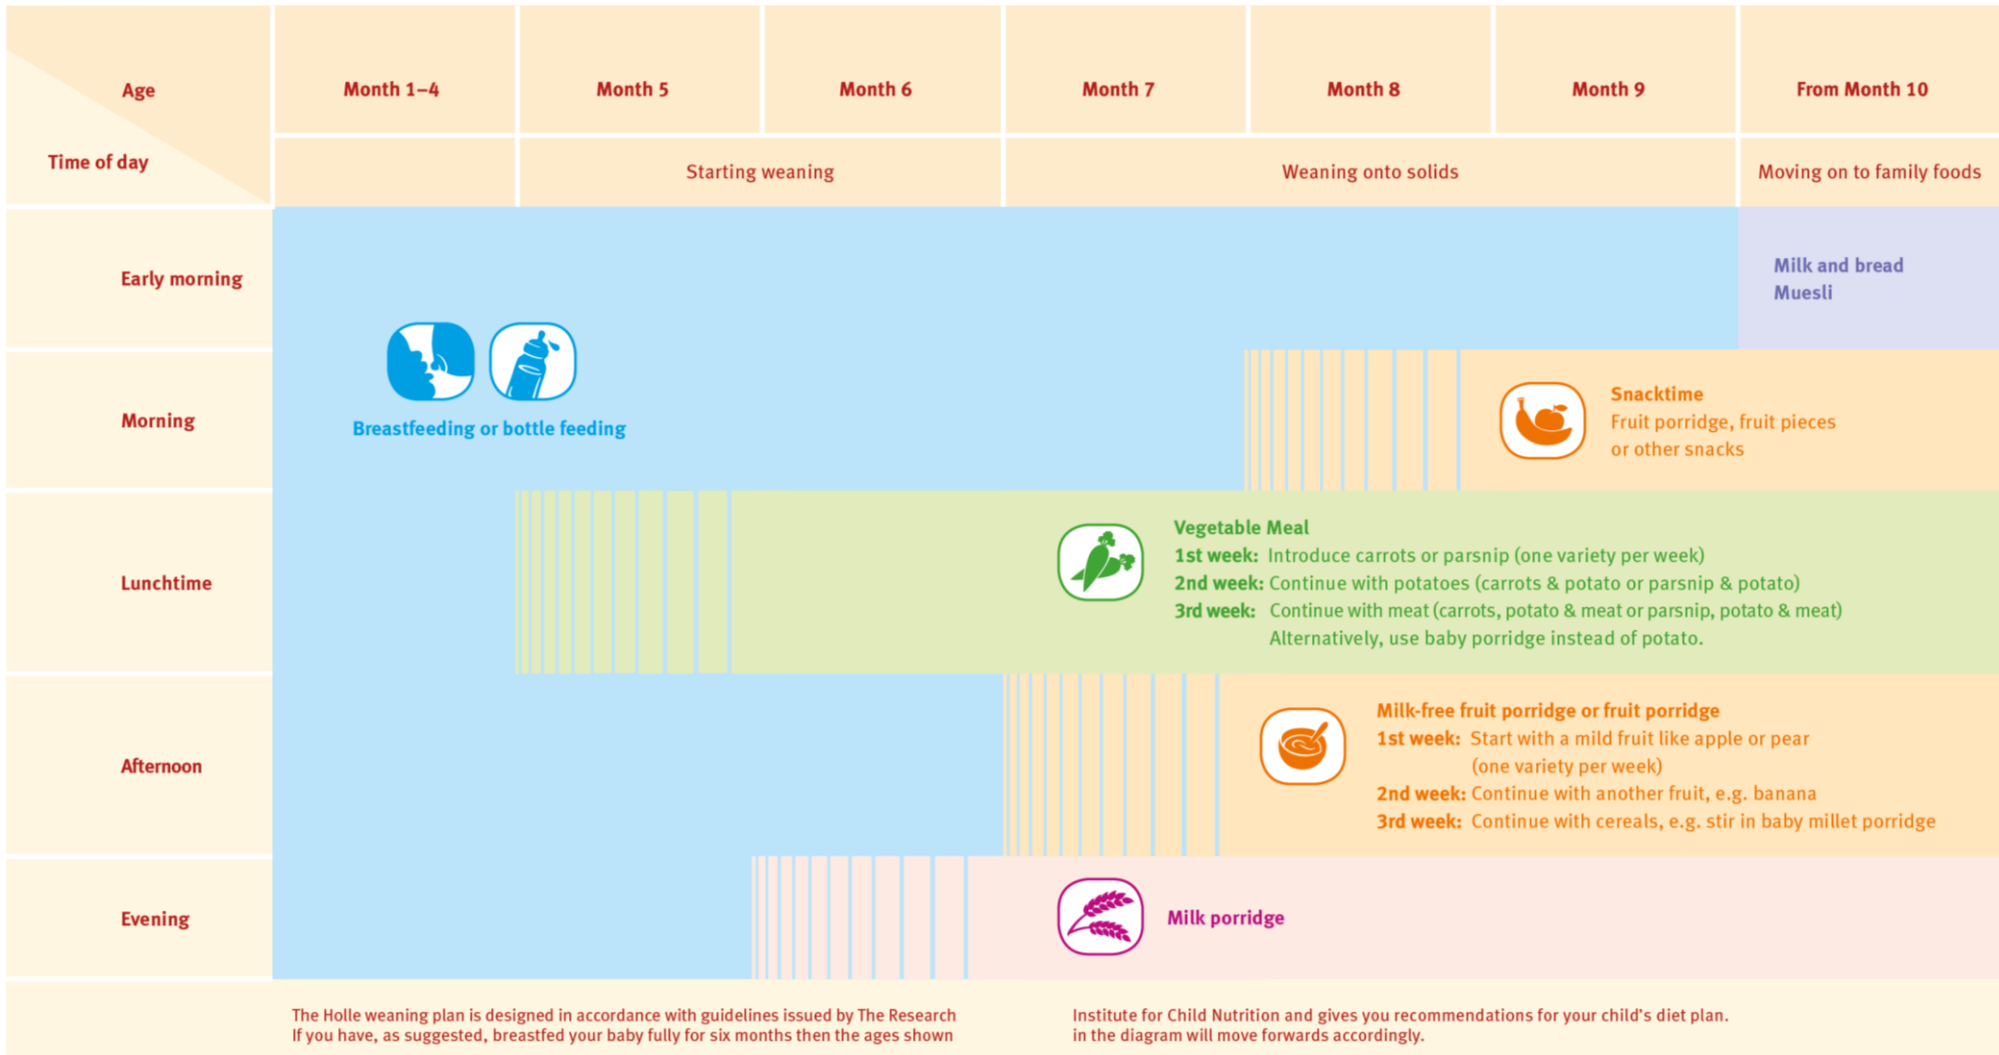 Age
Time of day
Month 1–4
Month 5
Month 6
Month 7
Month 8
Month 9
From Month 10
Starting weaning
Weaning onto solids
Moving on to family foods
Early morning
Milk and bread
Muesli
Breastfeeding or bottle feeding
Morning
Snacktime
Fruit porridge, fruit pieces
or other snacks
Lunchtime
Vegetable Meal
1st week: Introduce carrots or parsnip (one variety per week)
2nd week: Continue with potatoes (carrots & potato or parsnip & potato)
3rd week: Continue with meat (carrots, potato & meat or parsnip, potato & meat)
Alternatively, use baby porridge instead of potato.
Afternoon
Milk-free fruit porridge or fruit porridge
1st week: Start with a mild fruit like apple or pear
(one variety per week)
2nd week: Continue with another fruit, e.g. banana
3rd week: Continue with cereals, e.g. stir in baby millet porridge
Evening
Milk porridge
The Holle weaning plan is designed in accordance with guidelines issued by The Research Institute for Child Nutrition and gives you recommendations for your child's diet plan.
If you have, as suggested, breastfed your baby fully for six months then the ages shown in the diagram will move forwards accordingly.